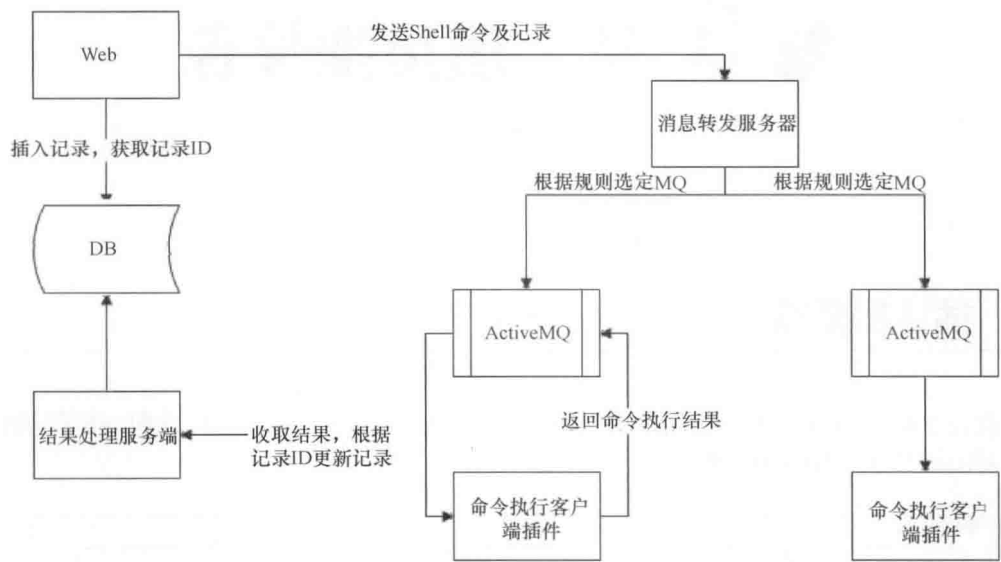 发送Shell命令及记录
Web
消息转发服务器
插入记录，获取记录ID
根据规则选定MQ
根据规则选定MQ
DB
ActiveMQ
ActiveMQ
返回命令执行结果
结果处理服务端
收取结果，根据
记录ID更新记录
命令执行客户
端插件
命令执行客户
端插件